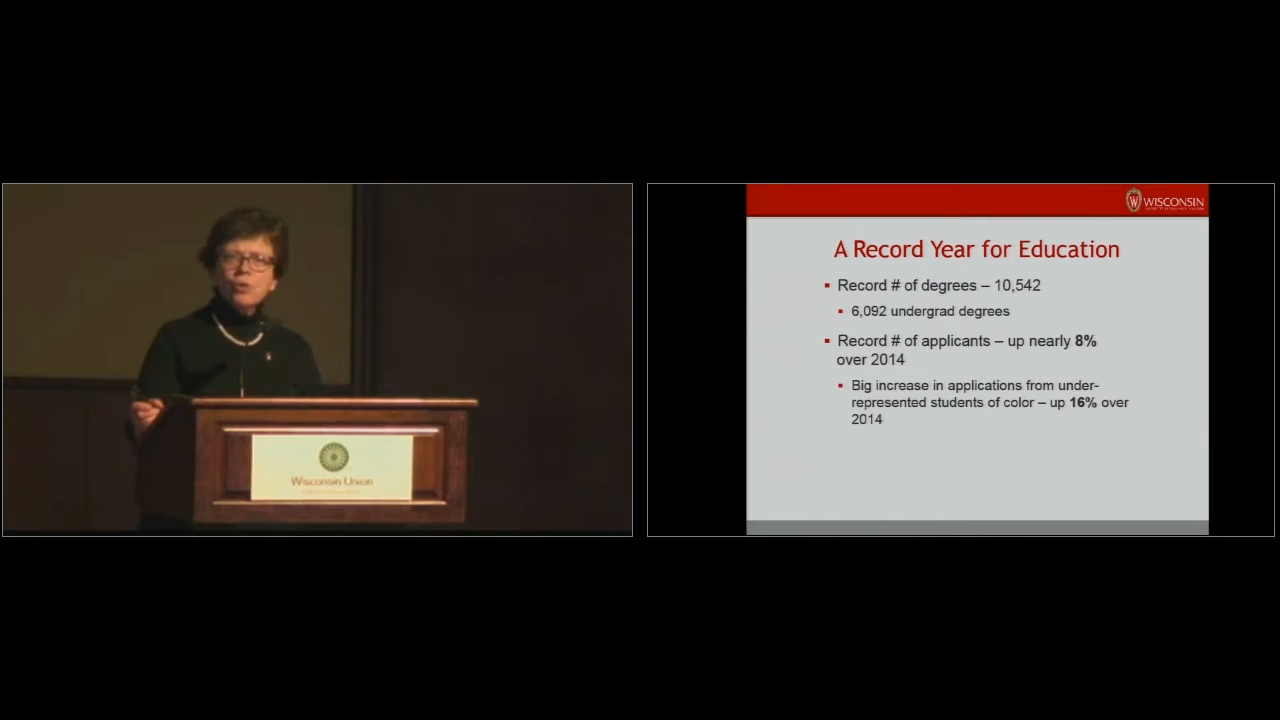 Wisconsin Union
WISCONSIN
A Record Year for Education
Record # of degrees – 10,542
6,092 undergrad degrees
Record # of applicants – up nearly 8%
over 2014
Big increase in applications from under-
represented students of color – up 16% over
2014